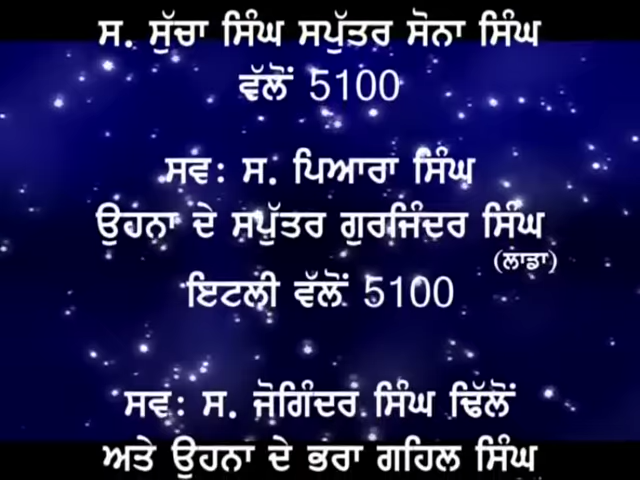 ਸ. ਸੁੱਚਾ ਸਿੰਘ ਸਪੁੱਤਰ ਸੋਨਾ ਸਿੰਘ
ਵੱਲੋਂ 5100
ਸਵ: ਸ. ਪਿਆਰਾ ਸਿੰਘ
ਉਹਨਾ ਦੇ ਸਪੁੱਤਰ ਗੁਰਜਿੰਦਰ ਸਿੰਘ
(ਲਾਡਾ)
ਇਟਲੀ ਵੱਲੋਂ 5100
ਸਵ: ਸ. ਜੋਗਿੰਦਰ ਸਿੰਘ ਢਿੱਲੋਂ
ਅਤੇ ਉਹਨਾ ਦੇ ਭਰਾ ਗਹਿਲ ਸਿੰਘ